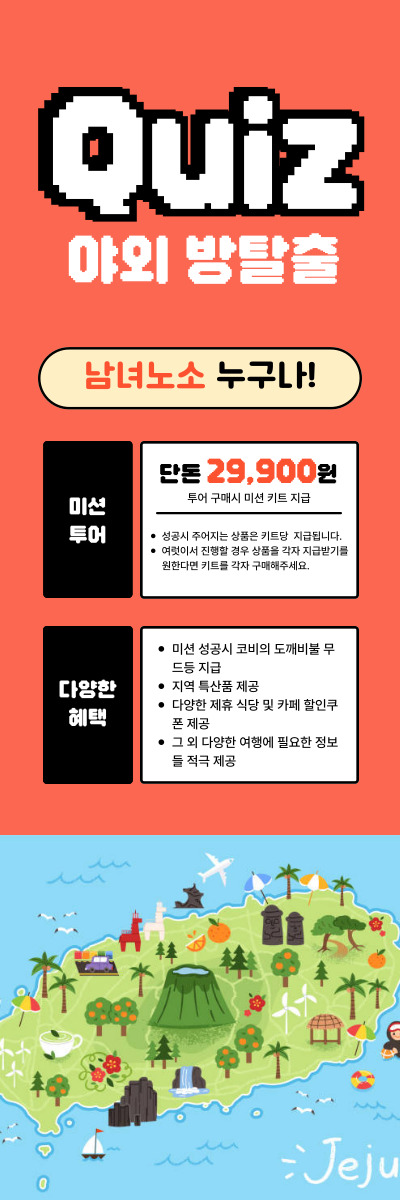 Quiz
야외 방탈출
남녀노소 누구나!
미션
투어
단돈 29,900원
투어 구매시 미션 키트 지급
• 성공시 주어지는 상품은 키트당 지급됩니다.
• 여럿이서 진행할 경우 상품을 각자 지급받기를
원한다면 키트를 각자 구매해주세요.
다양한
혜택
• 미션 성공시 코비의 도깨비불 무
드등 지급
• 지역 특산품 제공
• 다양한 제휴 식당 및 카페 할인쿠
폰 제공
• 그 외 다양한 여행에 필요한 정보
들 적극 제공
Jeju